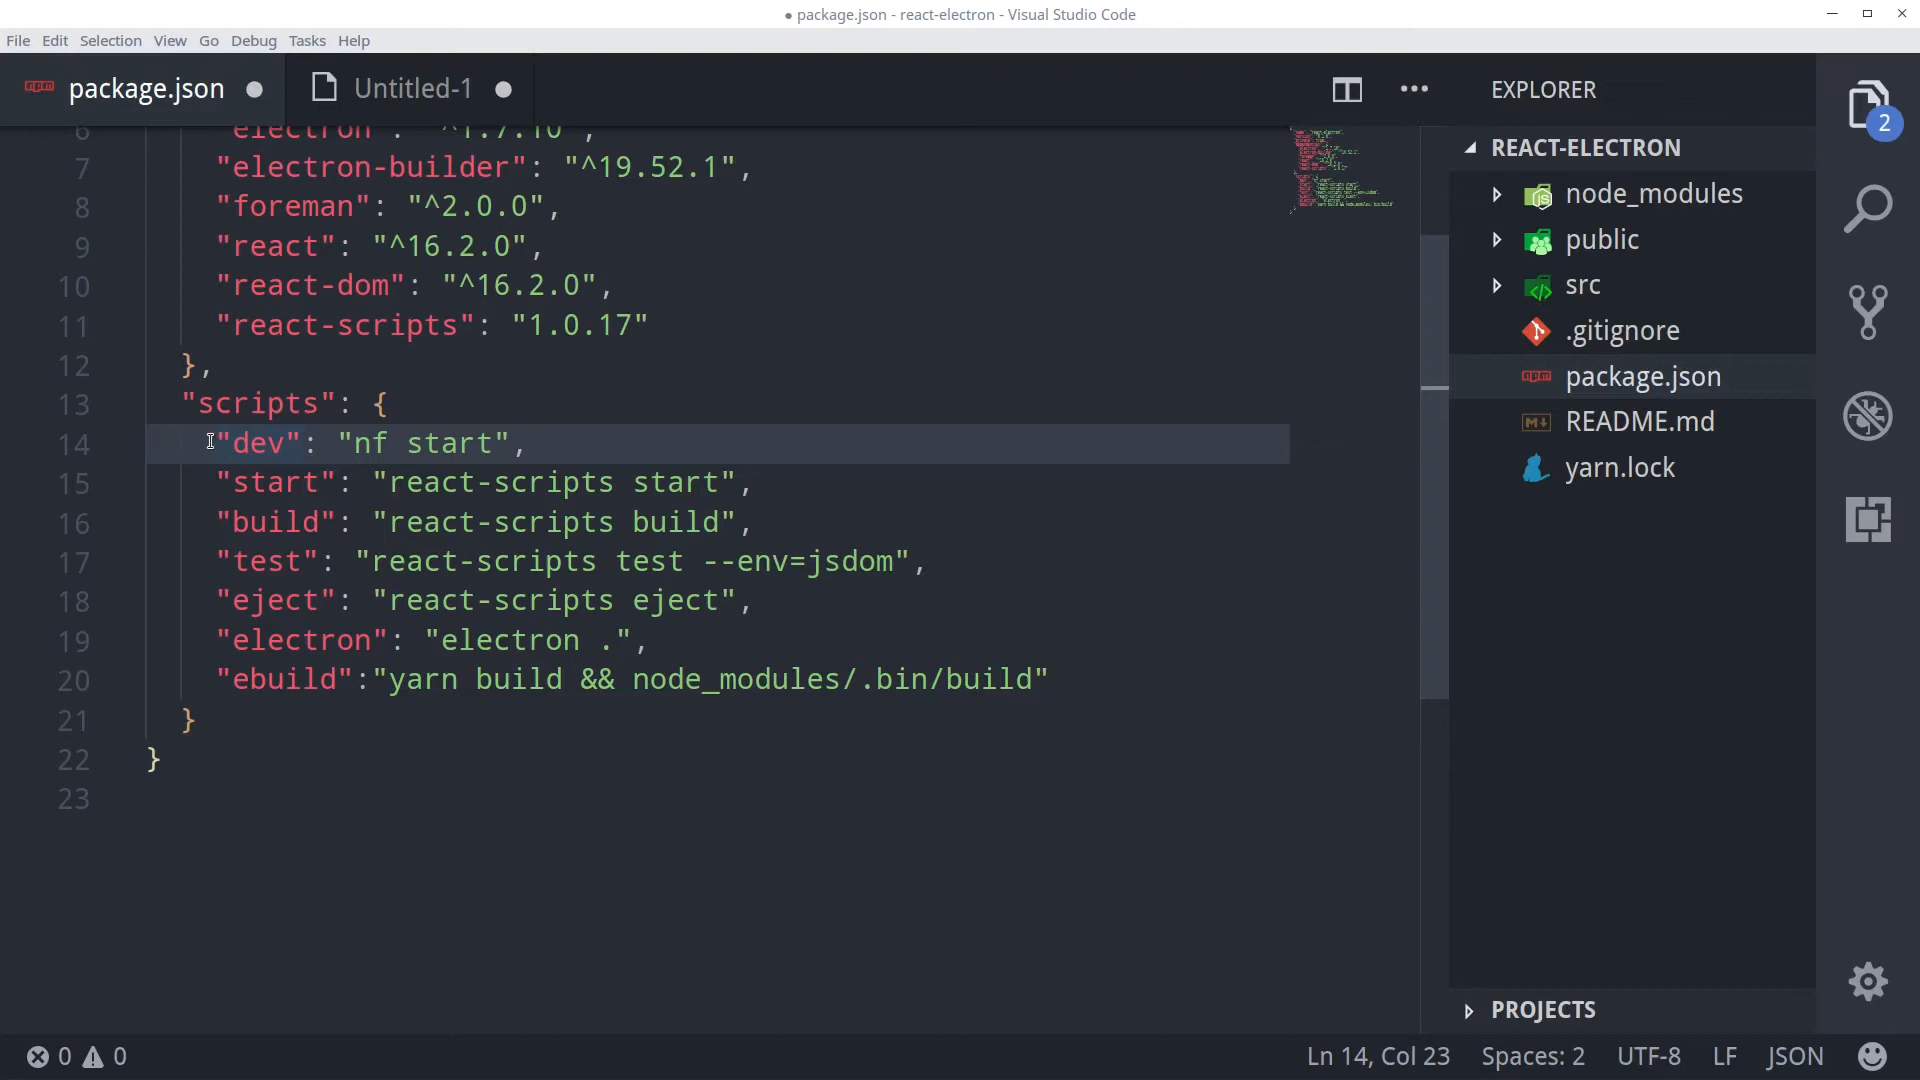 ● package.json - react-electron - Visual Studio Code
File Edit Selection View Go Debug Tasks Help
package.json ● Untitled-1 ● EXPLORER
2
6 "electron": "^1.7.10",
7 "electron-builder": "^19.52.1",
8 "foreman": "^2.0.0",
9 "react": "^16.2.0",
10 "react-dom": "^16.2.0",
11 "react-scripts": "1.0.17"
12 },
13 "scripts": {
14 "dev": "nf start",
15 "start": "react-scripts start",
16 "build": "react-scripts build",
17 "test": "react-scripts test --env=jsdom",
18 "eject": "react-scripts eject",
19 "electron": "electron .",
20 "ebuild":"yarn build && node_modules/.bin/build"
21 }
22 }
23
REACT-ELECTRON
node_modules
public
src
.gitignore
package.json
README.md
yarn.lock
PROJECTS
0 0 Ln 14, Col 23 Spaces: 2 UTF-8 LF JSON